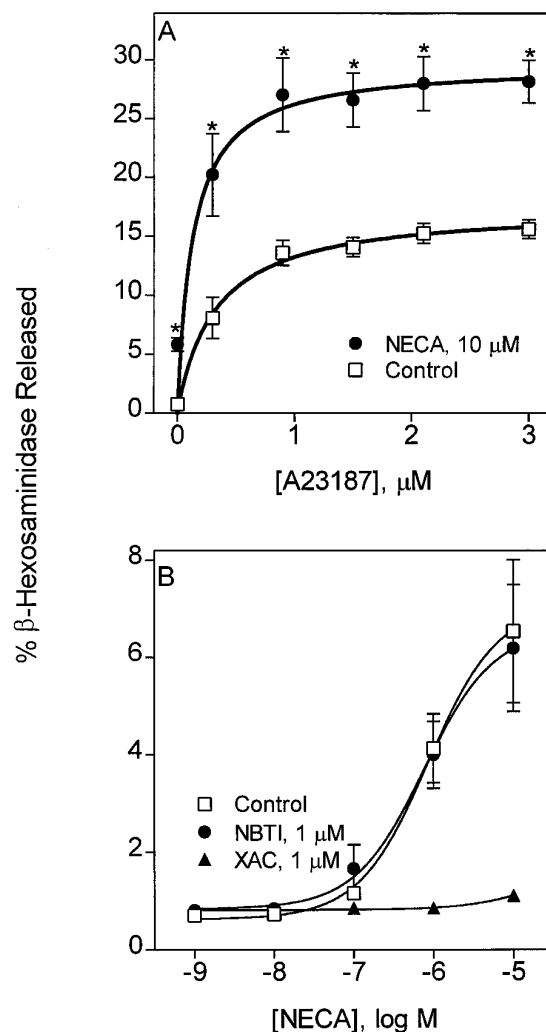 % β-Hexosaminidase Released
A
30
25
20
15
10
5
0
* * * * * * *
NECA, 10 μM
Control
0 1 2 3
[A23187], μM
B
8
6
4
2
0
Control
NBTI, 1 μM
XAC, 1 μM
-9 -8 -7 -6 -5
[NECA], log M